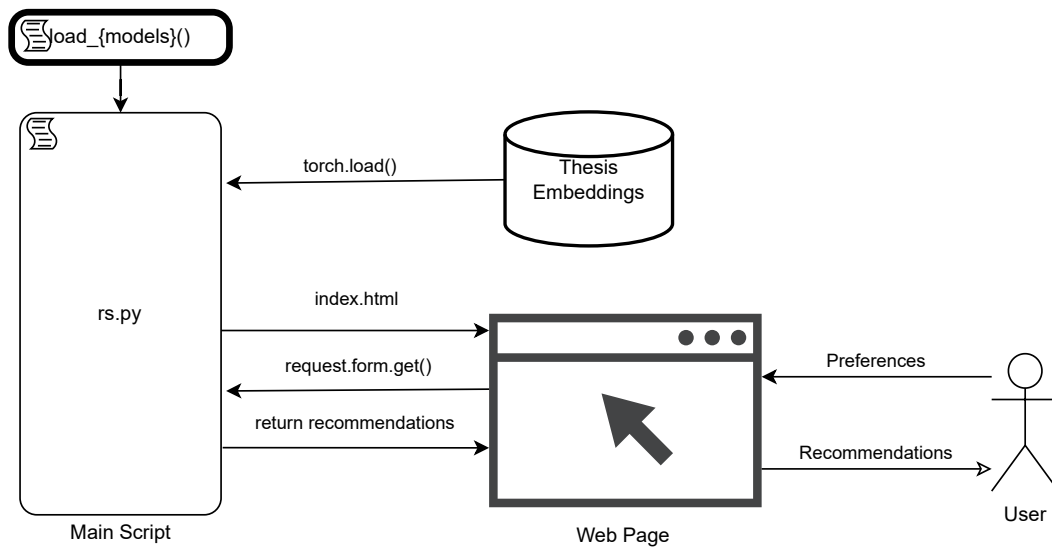 load_{models}()
torch.load()
Thesis
Embeddings
rs.py
index.html
request.form.get()
return recommendations
Preferences
Recommendations
Main Script
Web Page
User